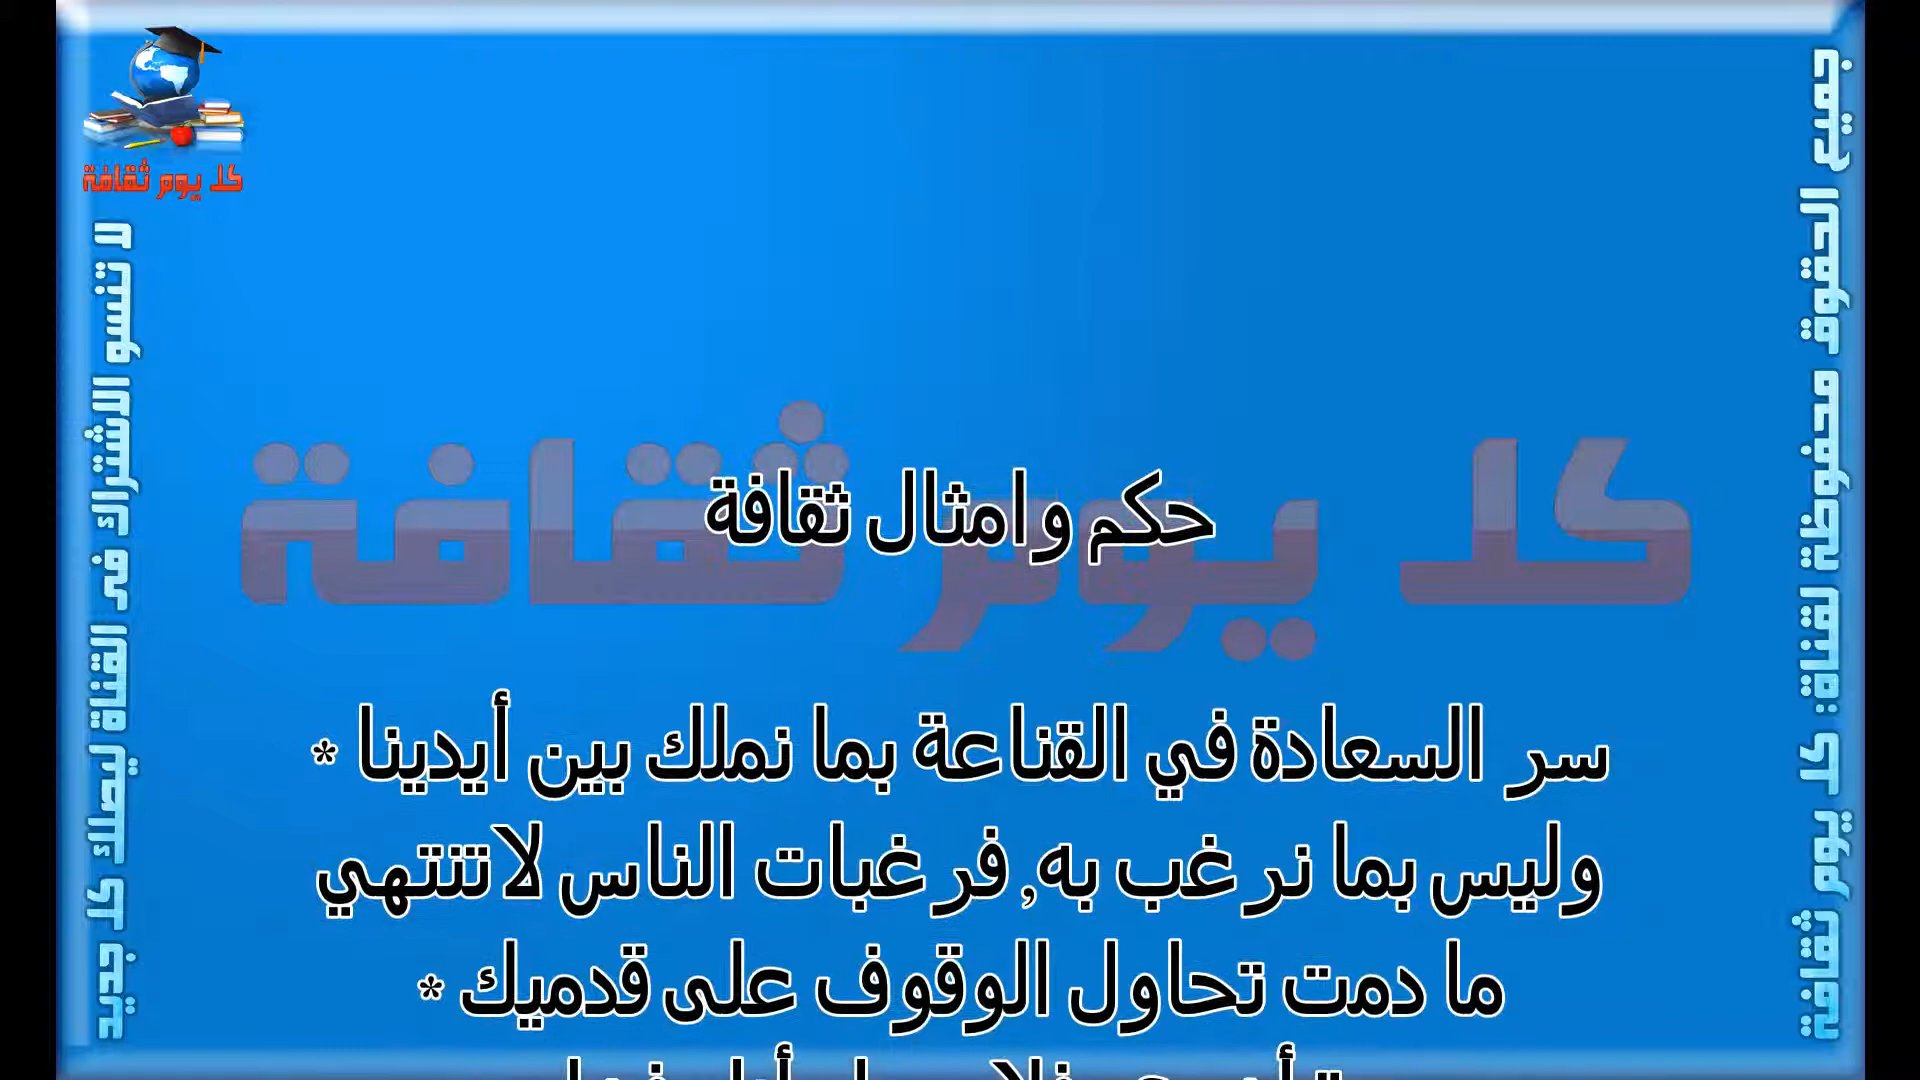 كل يوم ثقافة
جميع الحقوق محفوظة لقناة: كل يوم ثقافة
لا تنسو الاشتراك فى القناة ليصلك كل جديد
كل يوم ثقافة
حكم وامثال ثقافة
سر السعادة في القناعة بما نملك بين أيدينا *
وليس بما نرغب به, فرغبات الناس لاتنتهي
ما دمت تحاول الوقوف على قدميك *